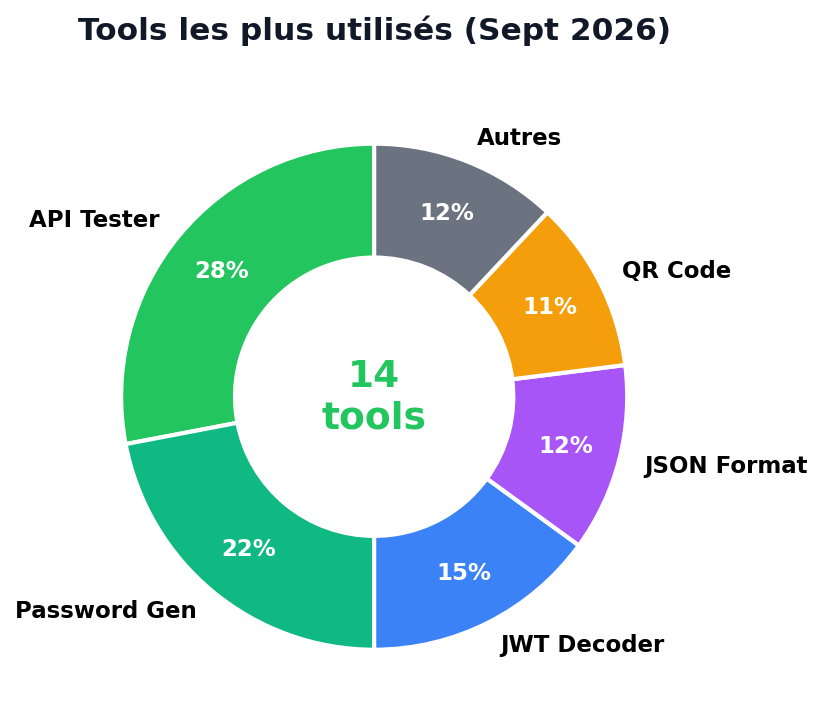 Tools les plus utilisés (Sept 2026)
Autres
12%
API Tester
28%
QR Code
11%
14
tools
12%
JSON Format
22%
15%
Password Gen
JWT Decoder